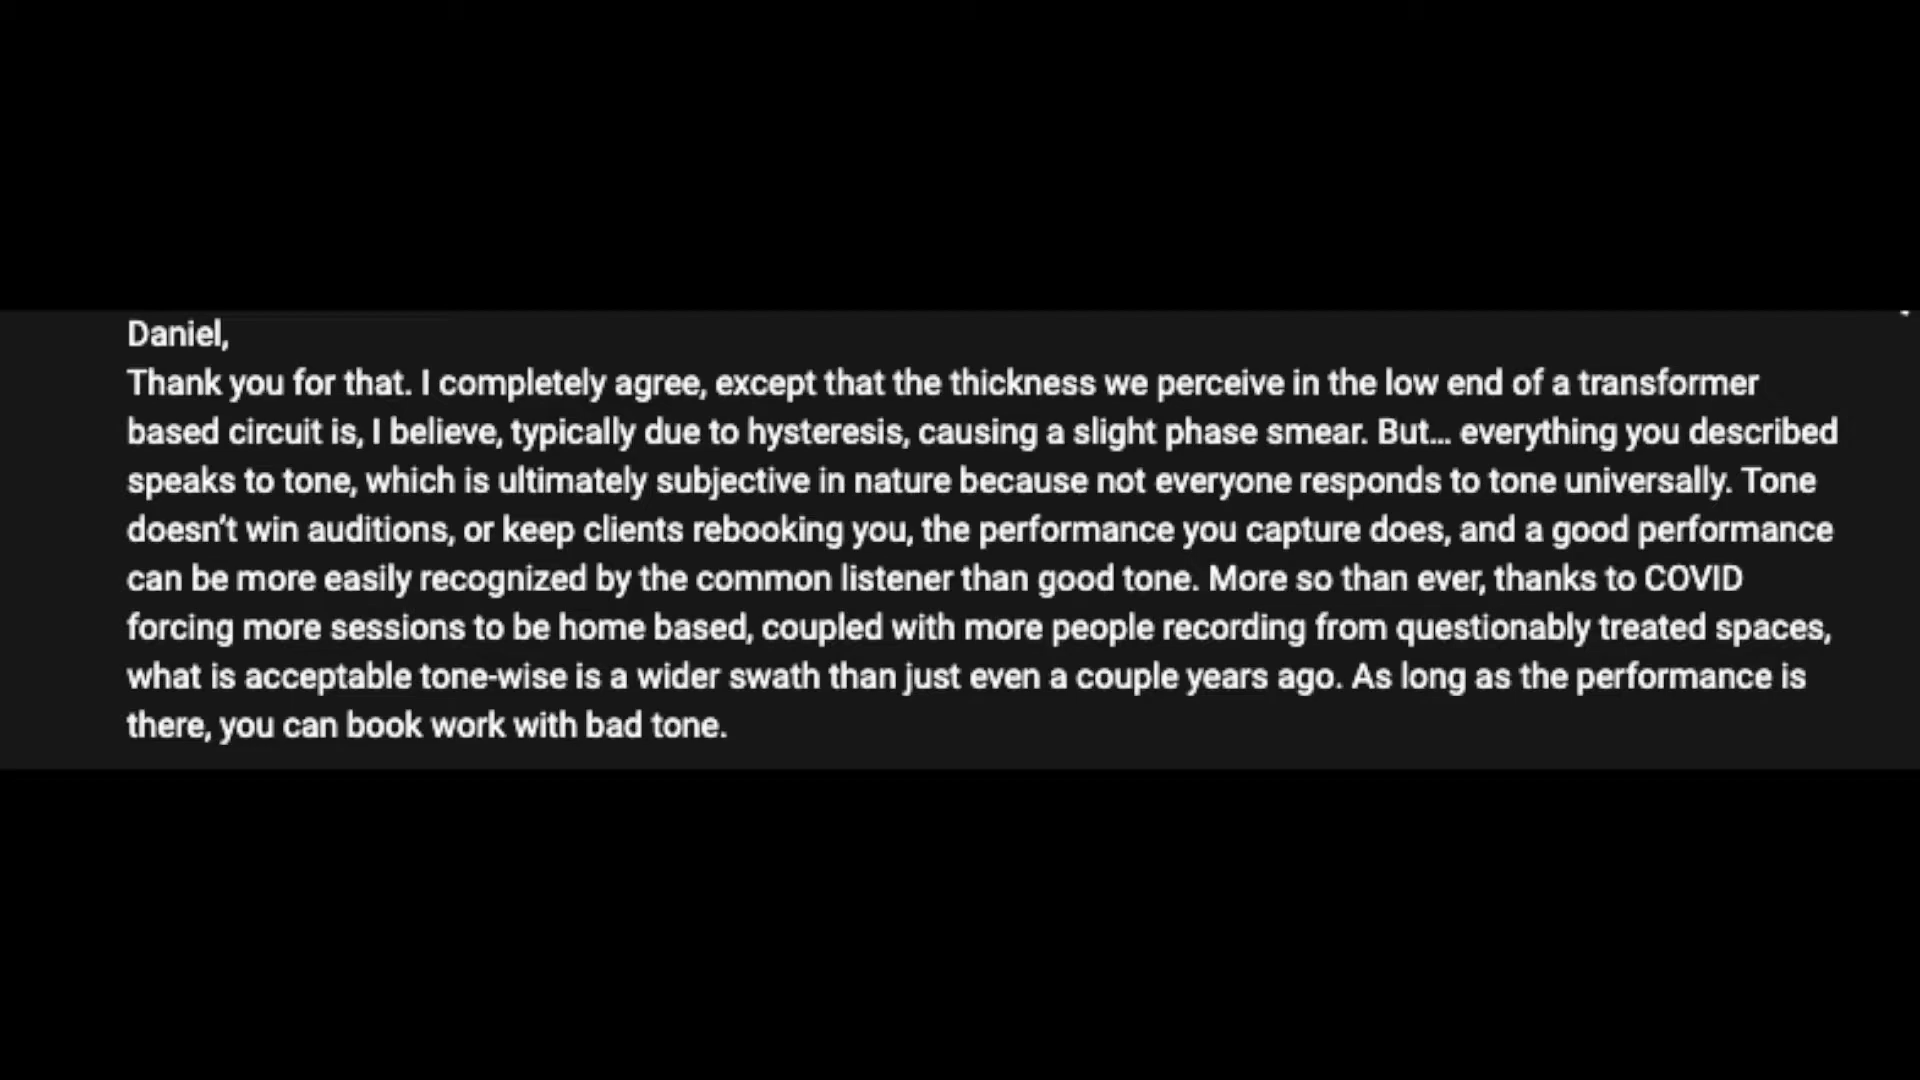 Daniel,
Thank you for that. I completely agree, except that the thickness we perceive in the low end of a transformer
based circuit is, I believe, typically due to hysteresis, causing a slight phase smear. But... everything you described
speaks to tone, which is ultimately subjective in nature because not everyone responds to tone universally. Tone
doesn’t win auditions, or keep clients rebooking you, the performance you capture does, and a good performance
can be more easily recognized by the common listener than good tone. More so than ever, thanks to COVID
forcing more sessions to be home based, coupled with more people recording from questionably treated spaces,
what is acceptable tone-wise is a wider swath than just even a couple years ago. As long as the performance is
there, you can book work with bad tone.